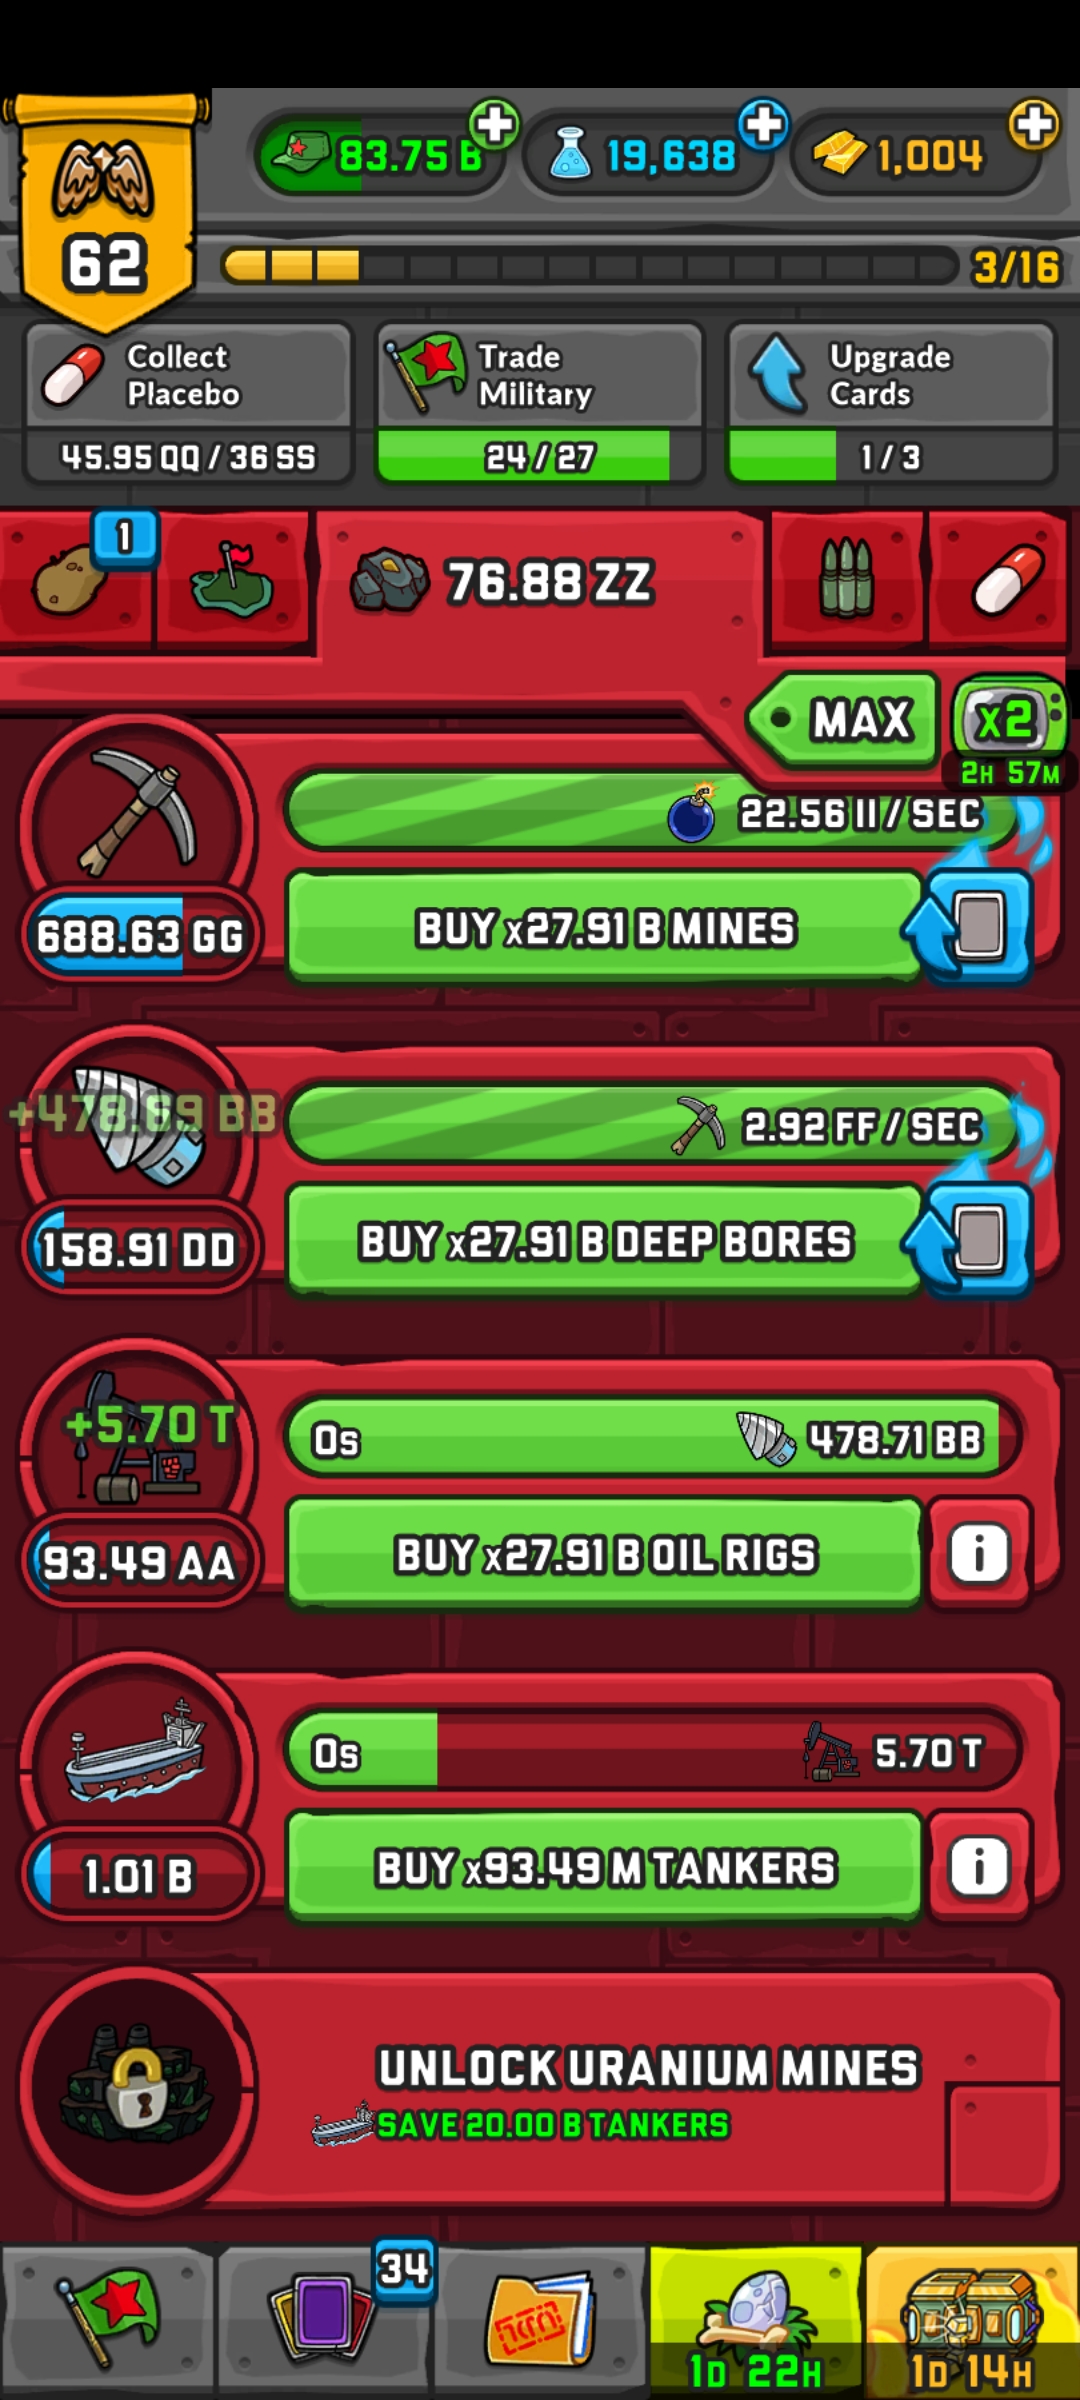 83.75 B
19,638
1,004
62
3/16
Collect
Placebo
45.95 QQ / 36 SS
Trade
Military
24 / 27
Upgrade
Cards
1 / 3
1
76.88 ZZ
MAX
x2
2H 57M
22.56 II / SEC
688.63 GG
BUY x27.91 B MINES
+478.69 BB
2.92 FF / SEC
158.91 DD
BUY x27.91 B DEEP BORES
+5.70 T
0s
478.71 BB
93.49 AA
BUY x27.91 B OIL RIGS
i
0s
5.70 T
1.01 B
BUY x93.49 M TANKERS
i
UNLOCK URANIUM MINES
SAVE 20.00 B TANKERS
34
1D 22H
1D 14H